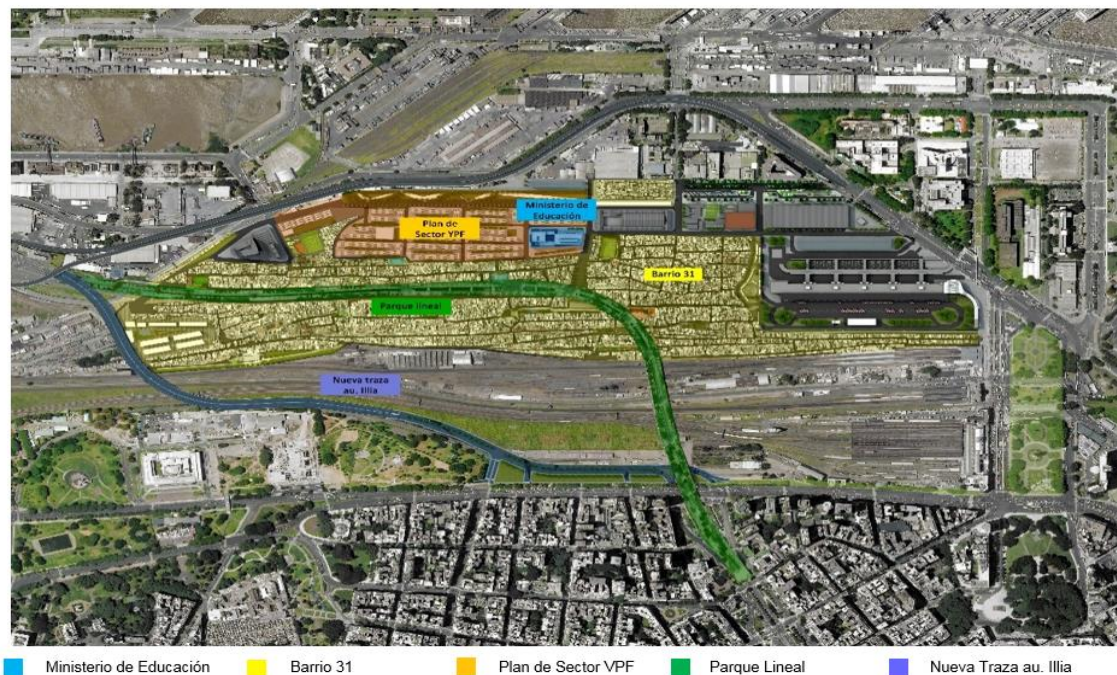 Ministerio de
Educación
Plan de
Sector YPF
Barrio 31
Parque lineal
Nueva traza
au. Illia
Ministerio de Educación
Barrio 31
Plan de Sector VPF
Parque Lineal
Nueva Traza au. Illia